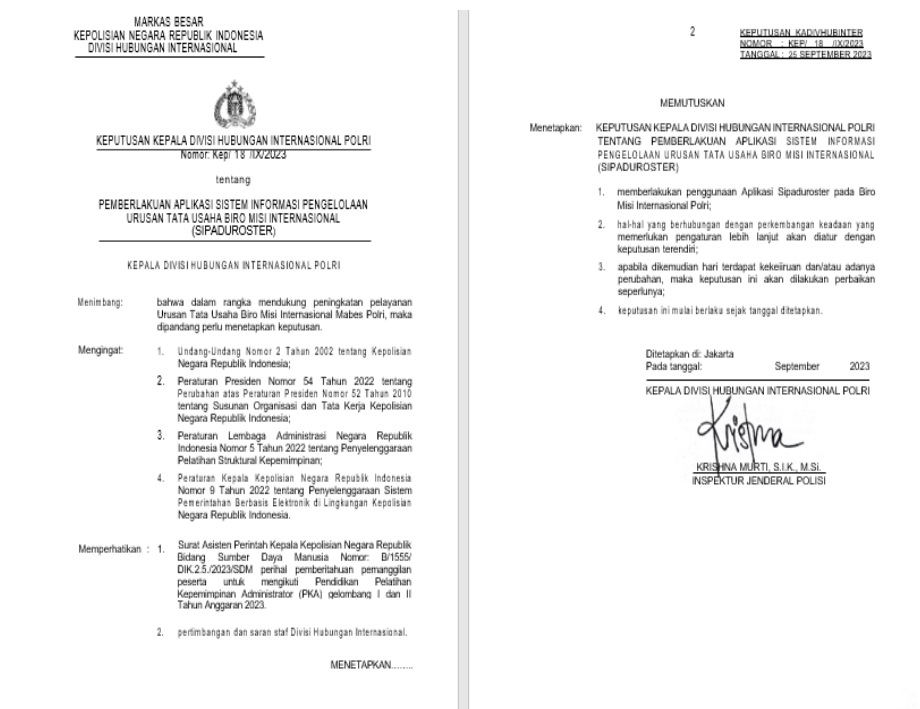 MARKAS BESAR
KEPOLISIAN NEGARA REPUBLIK INDONESIA
DIVISI HUBUNGAN INTERNASIONAL
KEPUTUSAN KEPALA DIVISI HUBUNGAN INTERNASIONAL POLRI
Nomor: Kep/ 18 /IX/2023
tentang
PEMBERLAKUAN APLIKASI SISTEM INFORMASI PENGELOLAAN
URUSAN TATA USAHA BIRO MISI INTERNASIONAL
(SIPADUROSTER)
KEPALA DIVISI HUBUNGAN INTERNASIONAL POLRI
Menimbang: bahwa dalam rangka mendukung peningkatan pelayanan
Urusan Tata Usaha Biro Misi Internasional Mabes Polri, maka
dipandang perlu menetapkan keputusan.
Mengingat: 1. Undang-Undang Nomor 2 Tahun 2002 tentang Kepolisian
Negara Republik Indonesia;
2. Peraturan Presiden Nomor 54 Tahun 2022 tentang
Perubahan atas Peraturan Presiden Nomor 52 Tahun 2010
tentang Susunan Organisasi dan Tata Kerja Kepolisian
Negara Republik Indonesia;
3. Peraturan Lembaga Administrasi Negara Republik
Indonesia Nomor 5 Tahun 2022 tentang Penyelenggaraan
Pelatihan Struktural Kepemimpinan;
4. Peraturan Kepala Kepolisian Negara Republik Indonesia
Nomor 9 Tahun 2022 tentang Penyelenggaraan Sistem
Pemerintahan Berbasis Elektronik di Lingkungan Kepolisian
Negara Republik Indonesia.
Memperhatikan : 1. Surat Asisten Perintah Kepala Kepolisian Negara Republik
Bidang Sumber Daya Manusia Nomor: B/1555/
DIK.2.5./2023/SDM perihal pemberitahuan pemanggilan
peserta untuk mengikuti Pendidikan Pelatihan
Kepemimpinan Administrator (PKA) gelombang I dan II
Tahun Anggaran 2023.
2. pertimbangan dan saran staf Divisi Hubungan Internasional.
MENETAPKAN........
2
KEPUTUSAN KADIVHUBINTER
NOMOR : KEP/ 18 /IX/2023
TANGGAL : 25 SEPTEMBER 2023
MEMUTUSKAN
Menetapkan: KEPUTUSAN KEPALA DIVISI HUBUNGAN INTERNASIONAL POLRI
TENTANG PEMBERLAKUAN APLIKASI SISTEM INFORMASI
PENGELOLAAN URUSAN TATA USAHA BIRO MISI INTERNASIONAL
(SIPADUROSTER)
1. memberlakukan penggunaan Aplikasi Sipaduroster pada Biro
Misi Internasional Polri;
2. hal-hal yang berhubungan dengan perkembangan keadaan yang
memerlukan pengaturan lebih lanjut akan diatur dengan
keputusan terendiri;
3. apabila dikemudian hari terdapat kekeiiruan dan/atau adanya
perubahan, maka keputusan ini akan dilakukan perbaikan
seperlunya;
4. keputusan ini mulai berlaku sejak tanggal ditetapkan.
Ditetapkan di: Jakarta
Pada tanggal: September 2023
KEPALA DIVISI HUBUNGAN INTERNASIONAL POLRI
Krishna
KRISHNA MURTI, S.I.K., M.Si.
INSPEKTUR JENDERAL POLISI